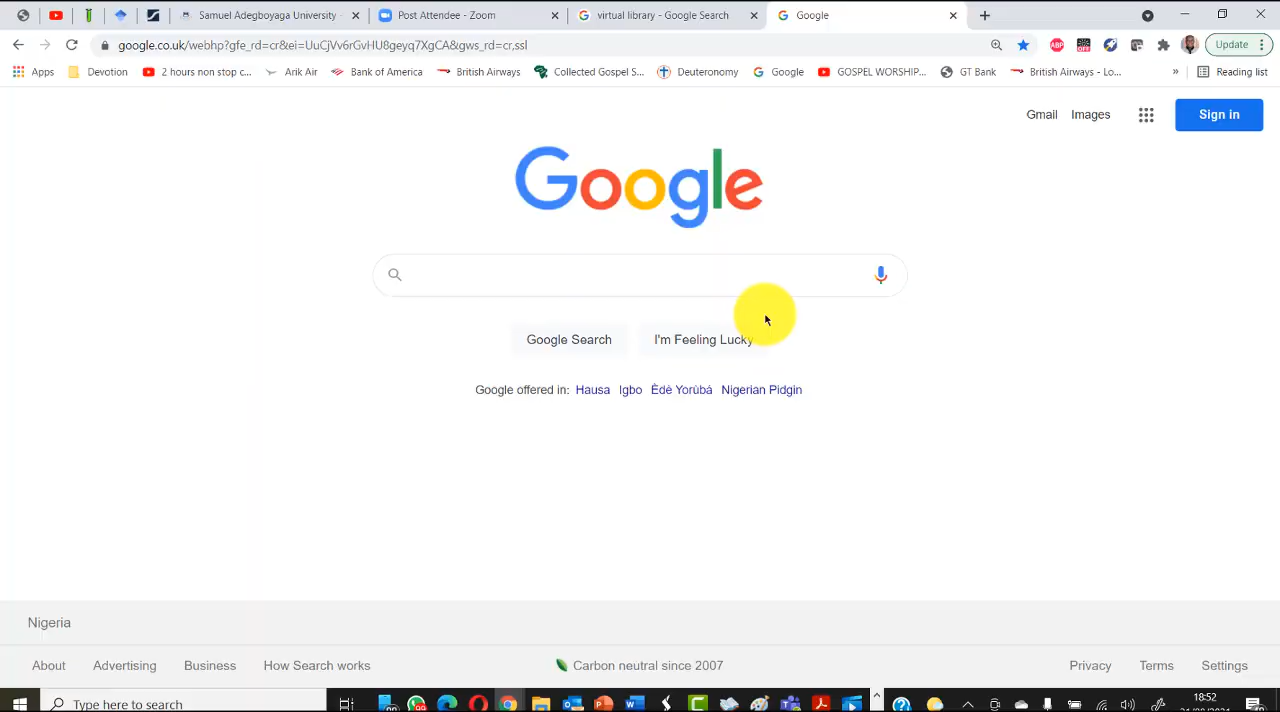 Samuel Adegboyaga University -
Post Attendee - Zoom
virtual library - Google Search
Google
google.co.uk/webhp?gfe_rd=cr&ei=UuCjVv6rGvHU8geyq7XgCA&gws_rd=cr,ssl
ABP
OFF
Update
Apps
Devotion
2 hours non stop c...
Arik Air
Bank of America
British Airways
Collected Gospel S...
Deuteronomy
Google
GOSPEL WORSHIP...
GT Bank
British Airways - Lo...
»
Reading list
Gmail
Images
Sign in
Google
Google Search
I'm Feeling Lucky
Google offered in: Hausa Igbo Èdè Yorùbá Nigerian Pidgin
Nigeria
About
Advertising
Business
How Search works
Carbon neutral since 2007
Privacy
Terms
Settings
Type here to search
18:52